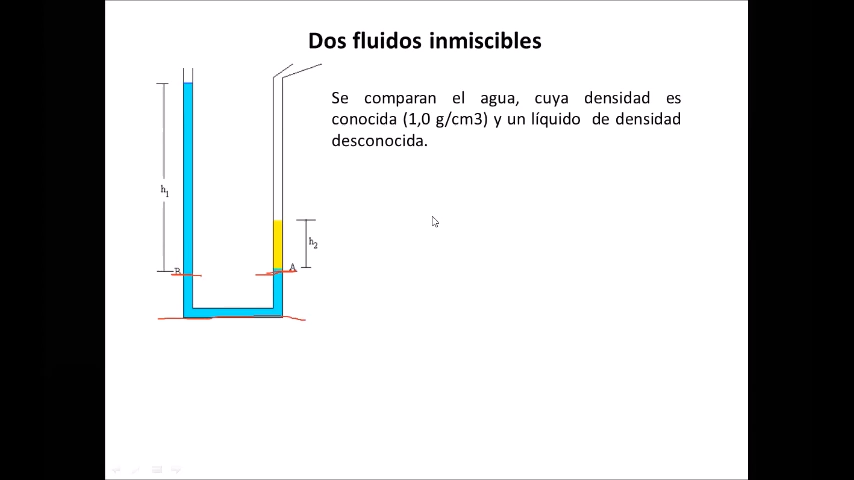 Dos fluidos inmiscibles
Se comparan el agua, cuya densidad es
conocida (1,0 g/cm3) y un líquido de densidad
desconocida.
h1
h2
B
A